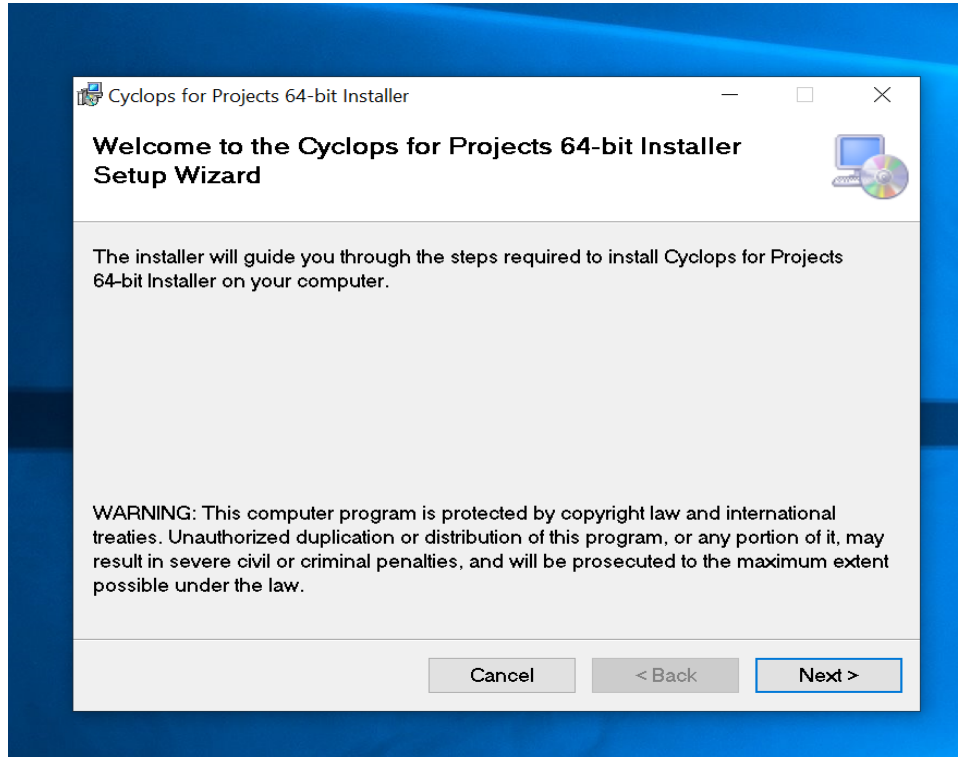 Cyclops for Projects 64-bit Installer
Welcome to the Cyclops for Projects 64-bit Installer
Setup Wizard
The installer will guide you through the steps required to install Cyclops for Projects
64-bit Installer on your computer.
WARNING: This computer program is protected by copyright law and international
treaties. Unauthorized duplication or distribution of this program, or any portion of it, may
result in severe civil or criminal penalties, and will be prosecuted to the maximum extent
possible under the law.
Cancel < Back Next >